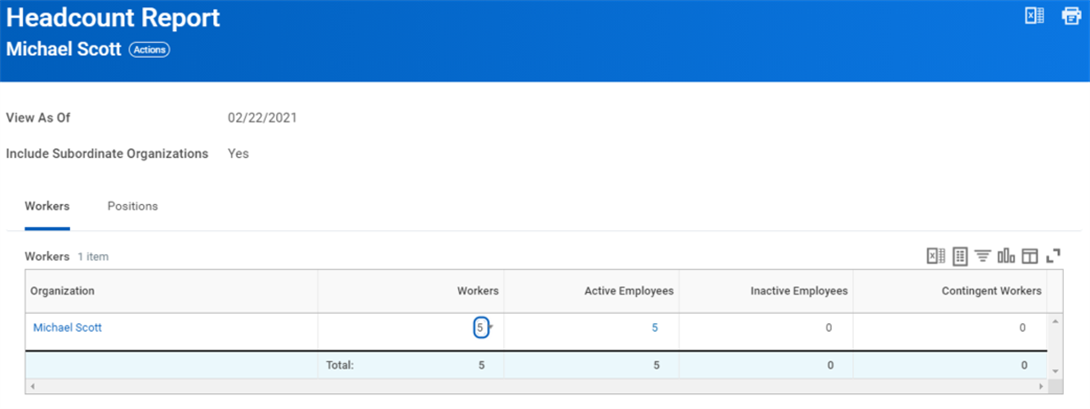 Headcount Report
Michael Scott Actions
View As Of 02/22/2021
Include Subordinate Organizations Yes
Workers Positions
Workers 1 item
Organization Workers Active Employees Inactive Employees Contingent Workers
Michael Scott 5 5 0 0
Total: 5 5 0 0